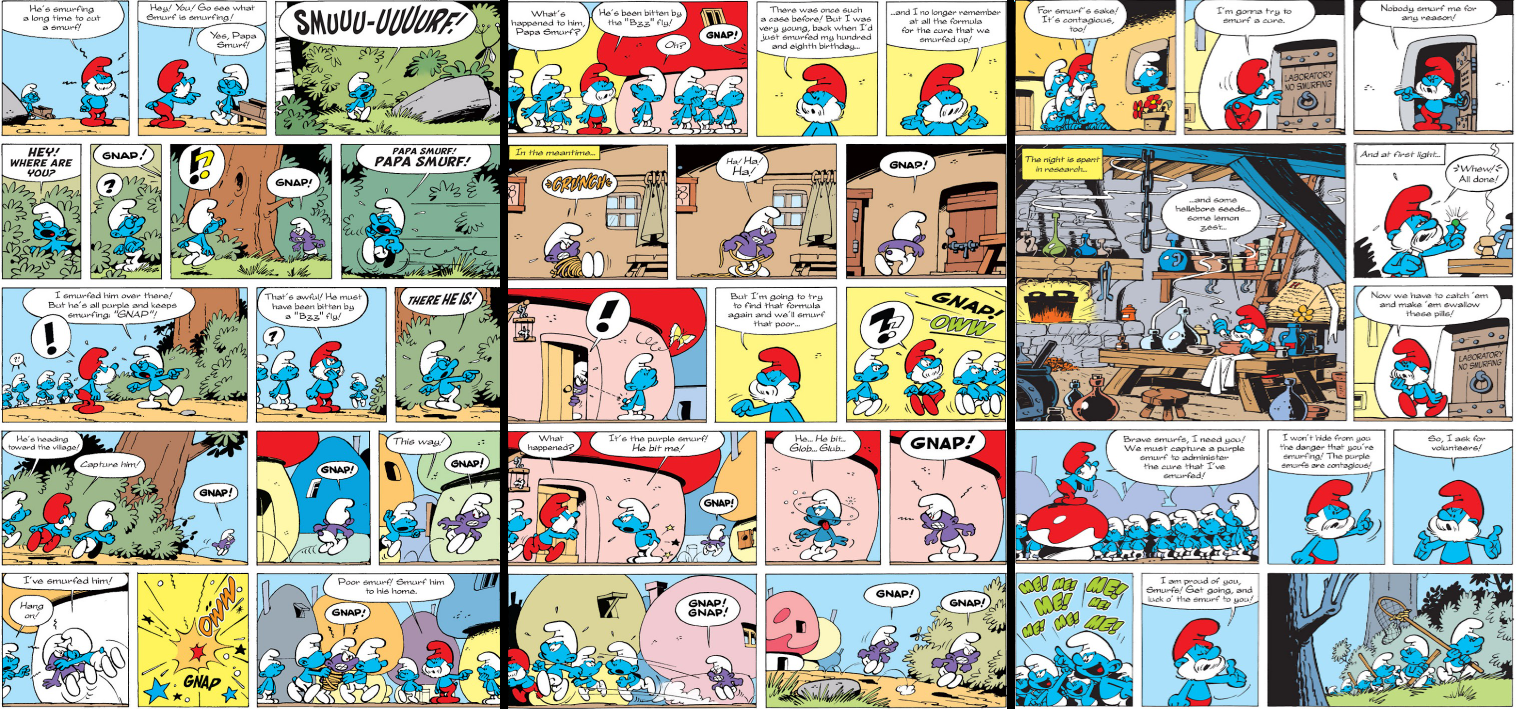 He's smurfing
a long time to cut
a smurf!
Hey! You! Go see what
Smurf is smurfing!
Yes, Papa
Smurf!
SMUUU-UUUURF!
HEY!
WHERE ARE
YOU?
GNAP!
?
!?
GNAP!
PAPA SMURF!
PAPA SMURF!
I smurfed him over there!
But he's all purple and keeps
smurfing: "GNAP"!
!
?!
That's awful! He must
have been bitten by
a "Bzz" fly!
?
THERE HE IS!
He's heading
toward the village!
Capture him!
GNAP!
GNAP!
This way!
GNAP!
I've smurfed him!
Hang
on!
OWW
GNAP
Poor smurf! Smurf him
to his home.
GNAP!
What's
happened to him,
Papa Smurf?
He's been bitten by
the "Bzz" fly!
Oh?
GNAP!
There was once such
a case before! But I was
very young, back when I'd
just smurfed my hundred
and eighth birthday...
...and I no longer remember
at all the formula
for the cure that we
smurfed up!
In the meantime...
GRUNCH
Ha! Ha!
Ha!
GNAP!
!
But I'm going to try
to find that formula
again and we'll smurf
that poor...
GNAP!
OWW
??
What
happened?
It's the purple smurf!
He bit me!
GNAP!
He... He bit...
Glob... Glub...
GNAP!
GNAP!
GNAP!
GNAP!
GNAP!
For smurf's sake!
It's contagious,
too!
I'm gonna try to
smurf a cure.
LABORATORY
NO SMURFING
Nobody smurf me for
any reason!
The night is spent
in research...
...and some
hellebore seeds...
some lemon
zest...
And at first light...
Whew!
All done!
Now we have to catch 'em
and make 'em swallow
these pills!
LABORATORY
NO SMURFING
Brave smurfs, I need you!
We must capture a purple
smurf to administer
the cure that I've
smurfed!
I won't hide from you
the danger that you're
smurfing! The purple
smurfs are contagious!
So, I ask for
volunteers!
ME! ME! ME!
ME! ME!
ME! ME! ME!
I am proud of you,
Smurfs! Get going, and
luck o' the smurf to you!